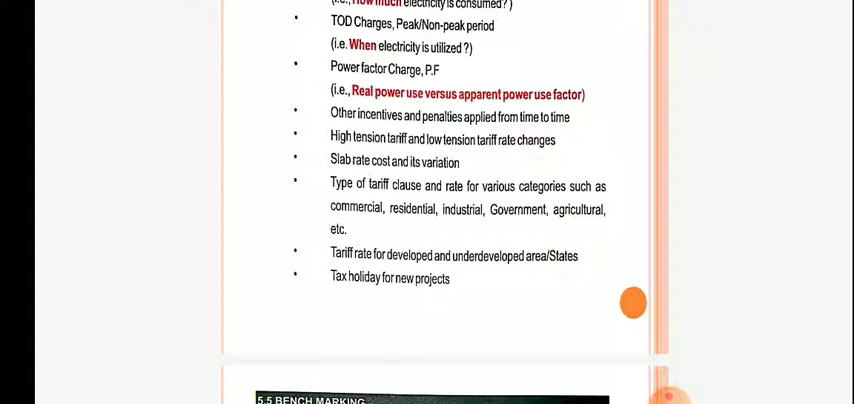 (i.e., How much electricity is consumed? )
• TOD Charges, Peak/Non-peak period
(i.e. When electricity is utilized ?)
• Power factor Charge, P.F
(i.e., Real power use versus apparent power use factor)
• Other incentives and penalties applied from time to time
• High tension tariff and low tension tariff rate changes
• Slab rate cost and its variation
• Type of tariff clause and rate for various categories such as
commercial, residential, industrial, Government, agricultural,
etc.
• Tariff rate for developed and underdeveloped area/States
• Tax holiday for new projects
5.5 BENCH MARKING